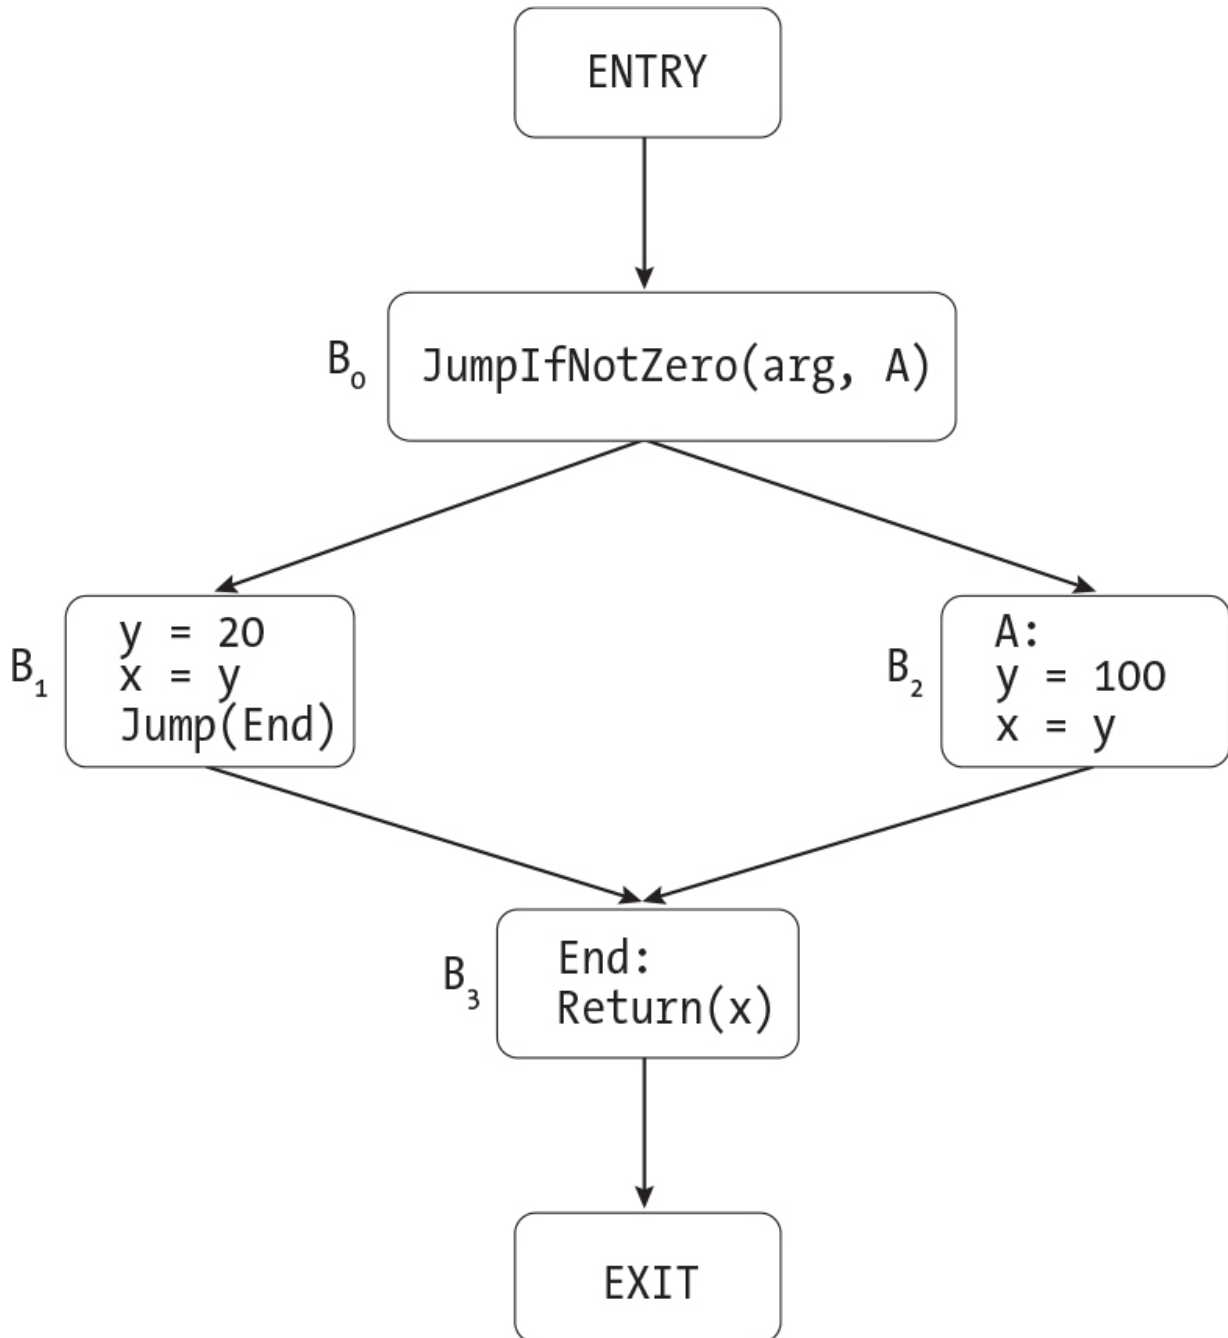 ENTRY
B₀
JumpIfNotZero(arg, A)
B₁
y = 20
x = y
Jump(End)
B₂
A:
y = 100
x = y
B₃
End:
Return(x)
EXIT